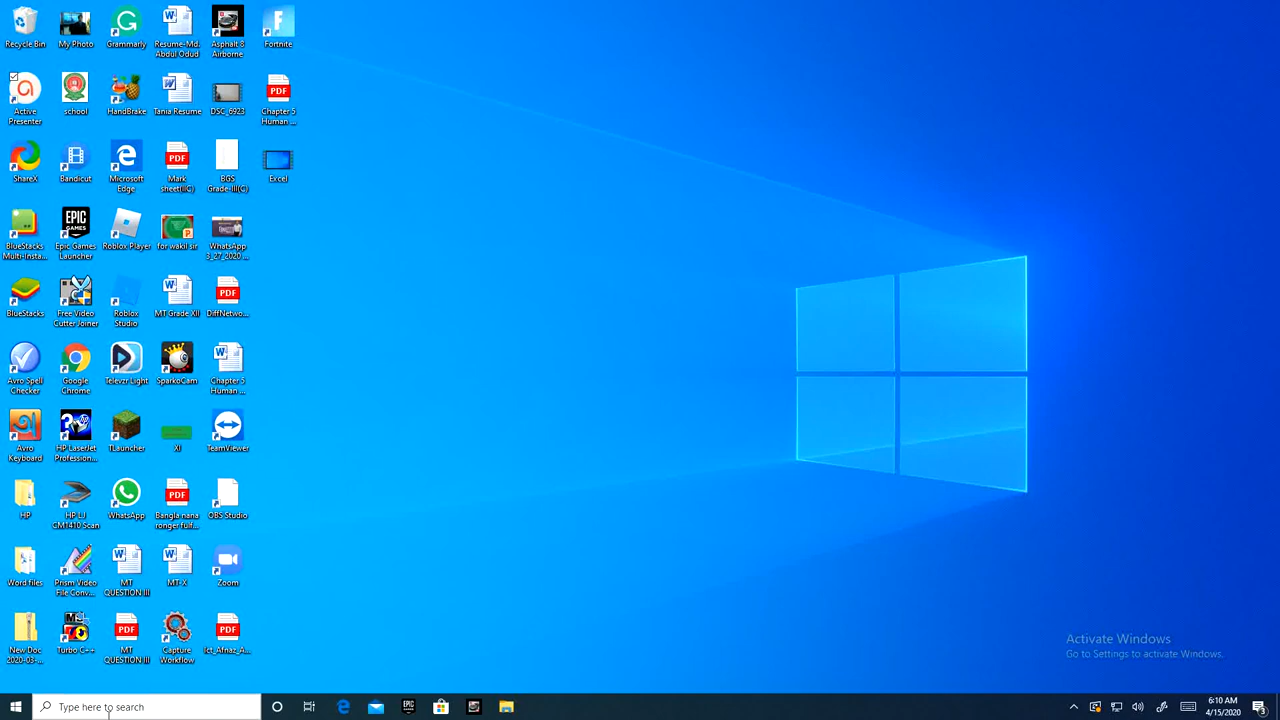 Recycle Bin
My Photo
Grammarly
Resume-Md.
Abdul Odud
Asphalt 8
Airborne
Fortnite
Active
Presenter
school
HandBrake
Tania Resume
DSC_6923
Chapter 5
Human ...
ShareX
Bandicut
Microsoft
Edge
Mark
sheet(IIC)
BGS
Grade-III(C)
Excel
BlueStacks
Multi-Insta...
Epic Games
Launcher
Roblox Player
for wakil sir
WhatsApp
3_27_2020 ...
BlueStacks
Free Video
Cutter Joiner
Roblox
Studio
MT Grade XII
DiffNetwo...
Avro Spell
Checker
Google
Chrome
Televzr Light
SparkoCam
Chapter 5
Human ...
Avro
Keyboard
HP LaserJet
Profession...
TLauncher
XI
TeamViewer
HP
HP LJ
CM1410 Scan
WhatsApp
Bangla nana
ronger fulf...
OBS Studio
Word files
Prism Video
File Conv...
MT
QUESTION III
MT-X
Zoom
New Doc
2020-03-...
Turbo C++
MT
QUESTION III
Capture
Workflow
Ict_Afnaz_A...
Activate Windows
Go to Settings to activate Windows.
Type here to search
6:10 AM
4/15/2020